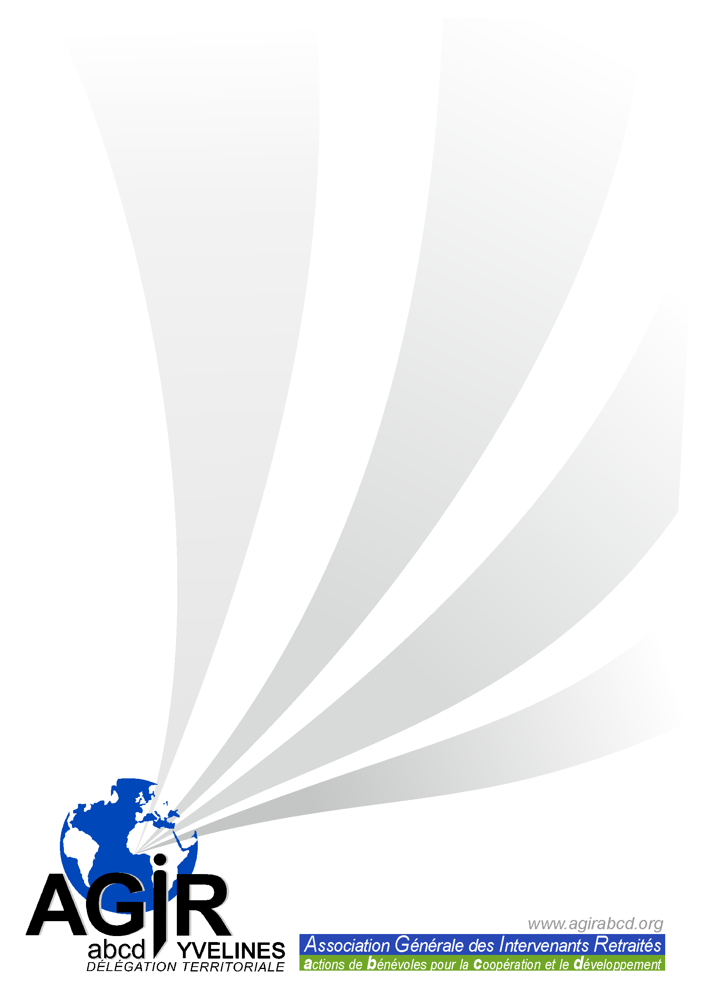 www.agirabcd.org
AGiR
abcd YVELINES
DÉLÉGATION TERRITORIALE
Association Générale des Intervenants Retraités
actions de bénévoles pour la coopération et le développement